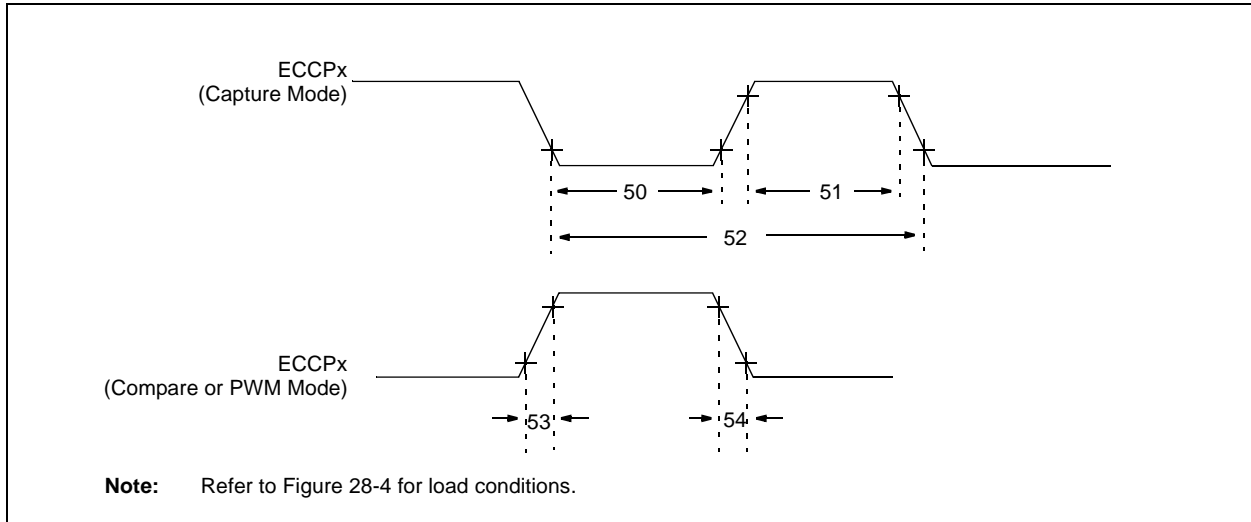 ECCPx
(Capture Mode)
50
51
52
ECCPx
(Compare or PWM Mode)
53
54
Note: Refer to Figure 28-4 for load conditions.